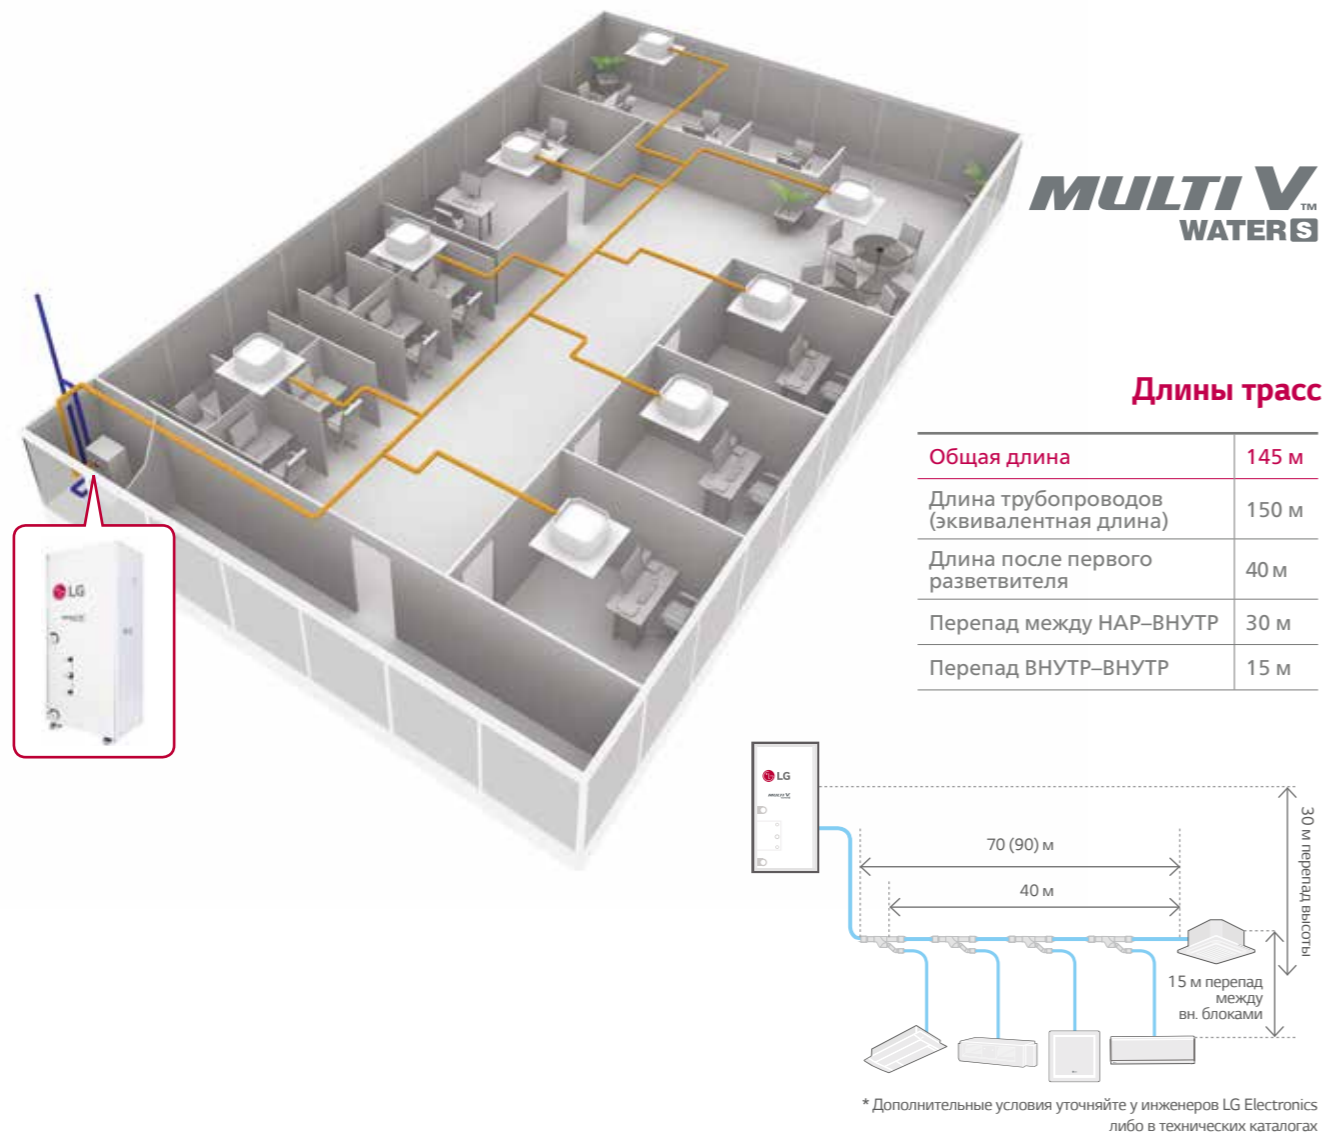 MULTI V™
WATER S
Длины трасс
Общая длина 145 м
Длина трубопроводов
(эквивалентная длина) 150 м
Длина после первого
разветвителя 40 м
Перепад между НАР–ВНУТР 30 м
Перепад ВНУТР–ВНУТР 15 м
LG
LG
MULTI V
70 (90) м
40 м
30 м перепад высоты
15 м перепад
между
вн. блоками
* Дополнительные условия уточняйте у инженеров LG Electronics
либо в технических каталогах